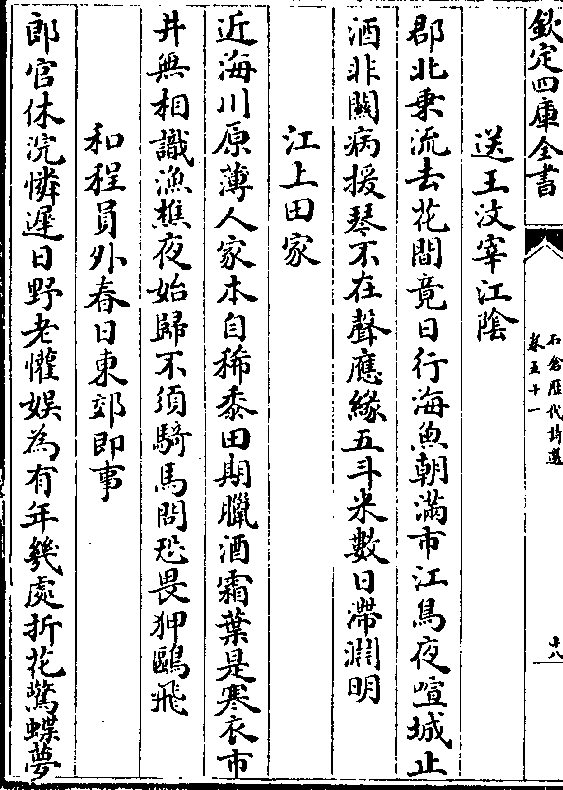 欽定四庫全書
石倉歷代詩選
卷五十一
十八
送王汶宰江陰
郡北乗流去花間竟日行海魚朝滿市江鳥夜喧城止
酒非關病援琴不在聲應緣五斗米數日滯淵明
江上田家
近海川原薄人家本自稀黍田期臘酒霜葉是寒衣市
井無相識漁樵夜始歸不須騎馬問恐畏狎鷗飛
和程員外春日東郊即事
郎官休浣憐遲日野老懽娱為有年幾處折花驚蝶夢